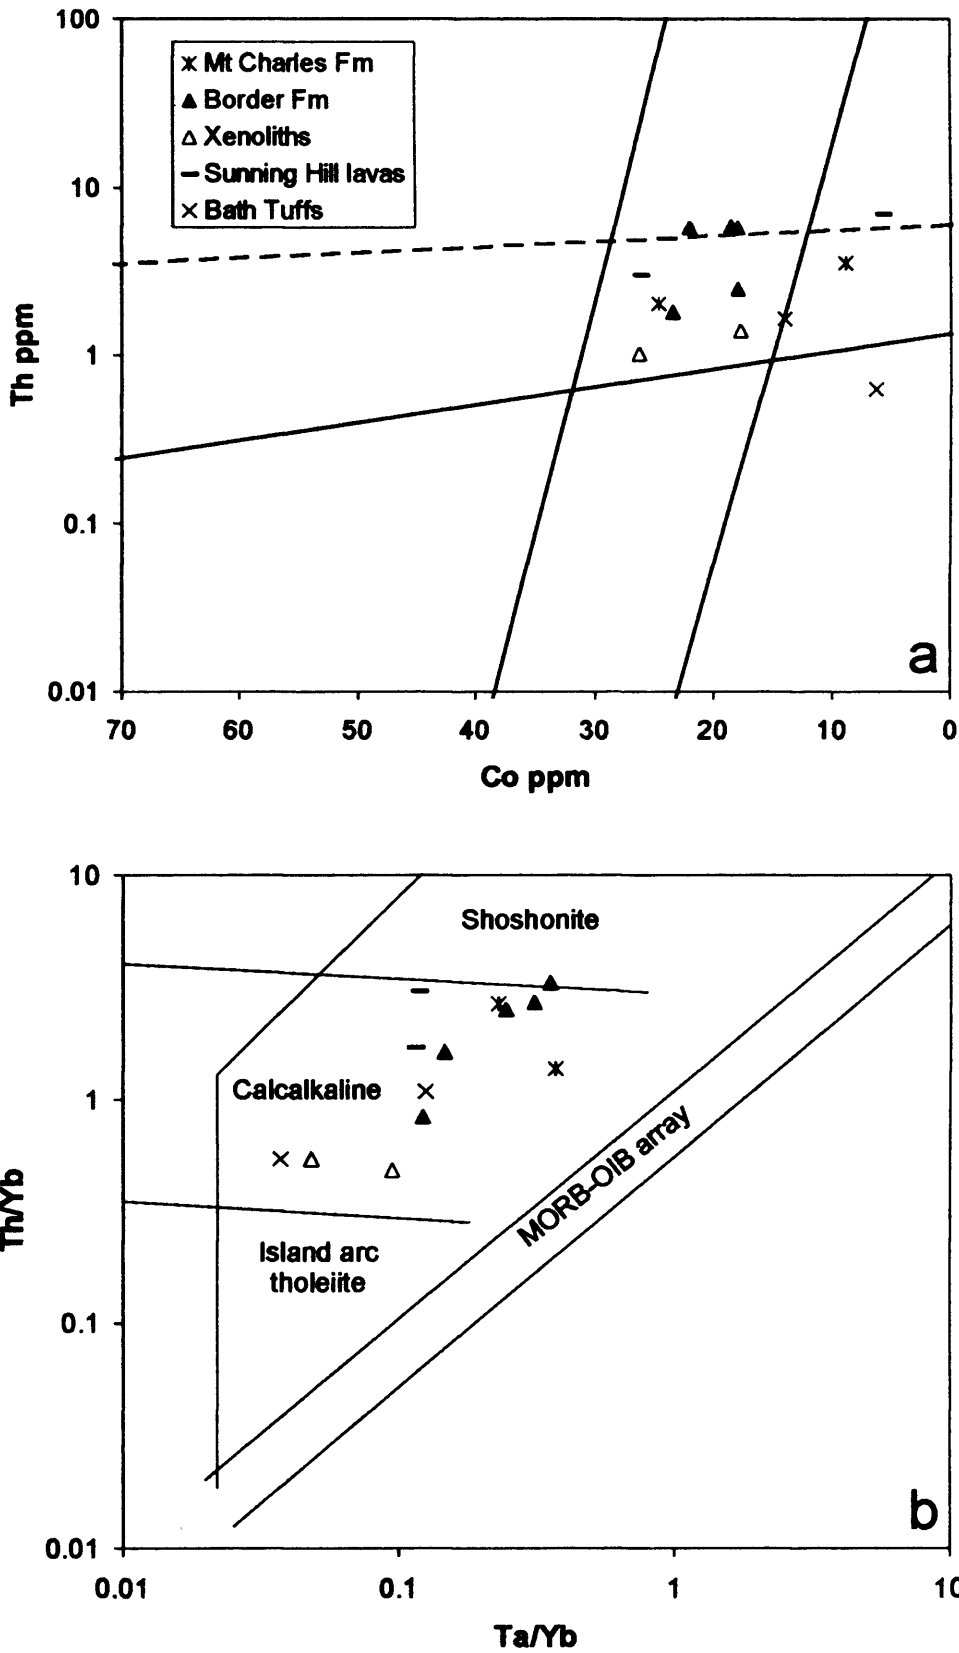 100
Mt Charles Fm
Border Fm
Xenoliths
Sunning Hill lavas
Bath Tuffs
10
1
0.1
0.01
Th ppm
a
70 60 50 40 30 20 10 0
Co ppm
10
Shoshonite
Calcalkaline
1
MORB-OIB array
Th/Yb
Island arc
tholeiite
0.1
b
0.01
0.01 0.1 1 10
Ta/Yb